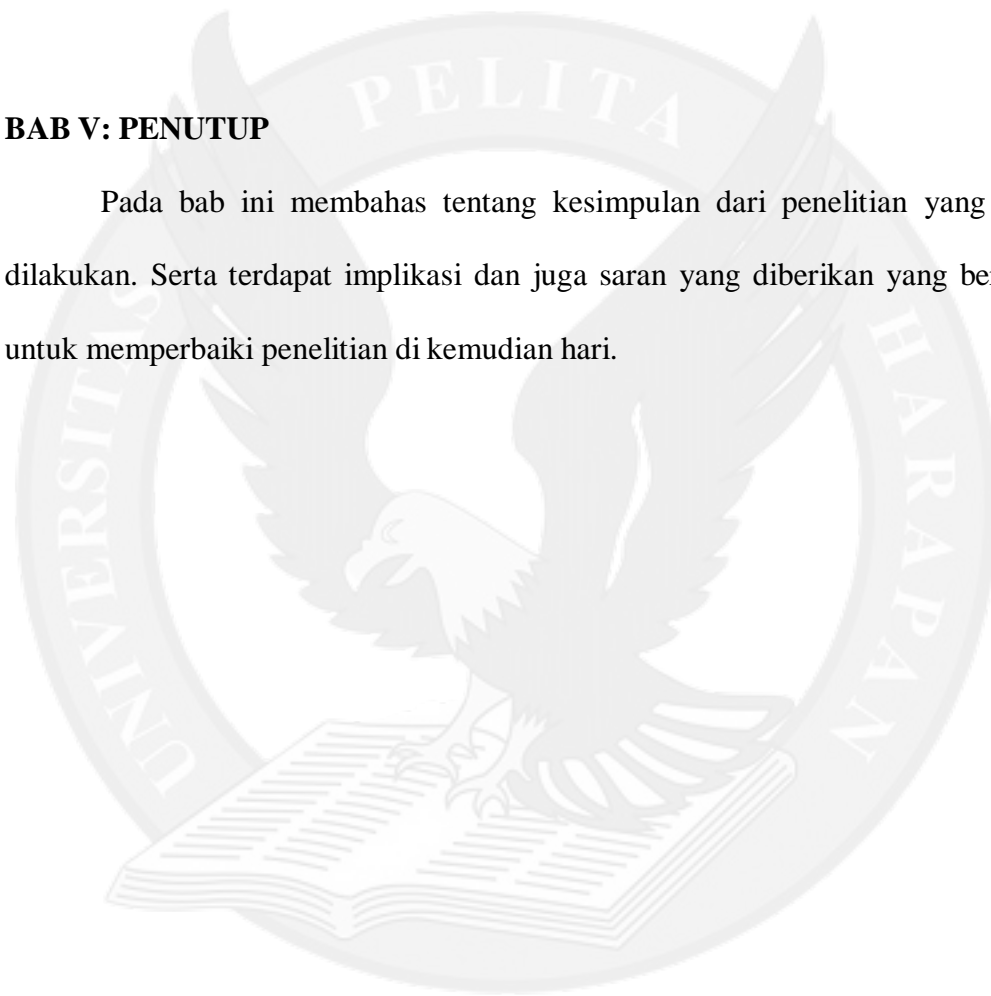 BAB V: PENUTUP
Pada bab ini membahas tentang kesimpulan dari penelitian yang
dilakukan. Serta terdapat implikasi dan juga saran yang diberikan yang
untuk memperbaiki penelitian di kemudian hari.
UNIVERSITAS PELITA HARAPAN